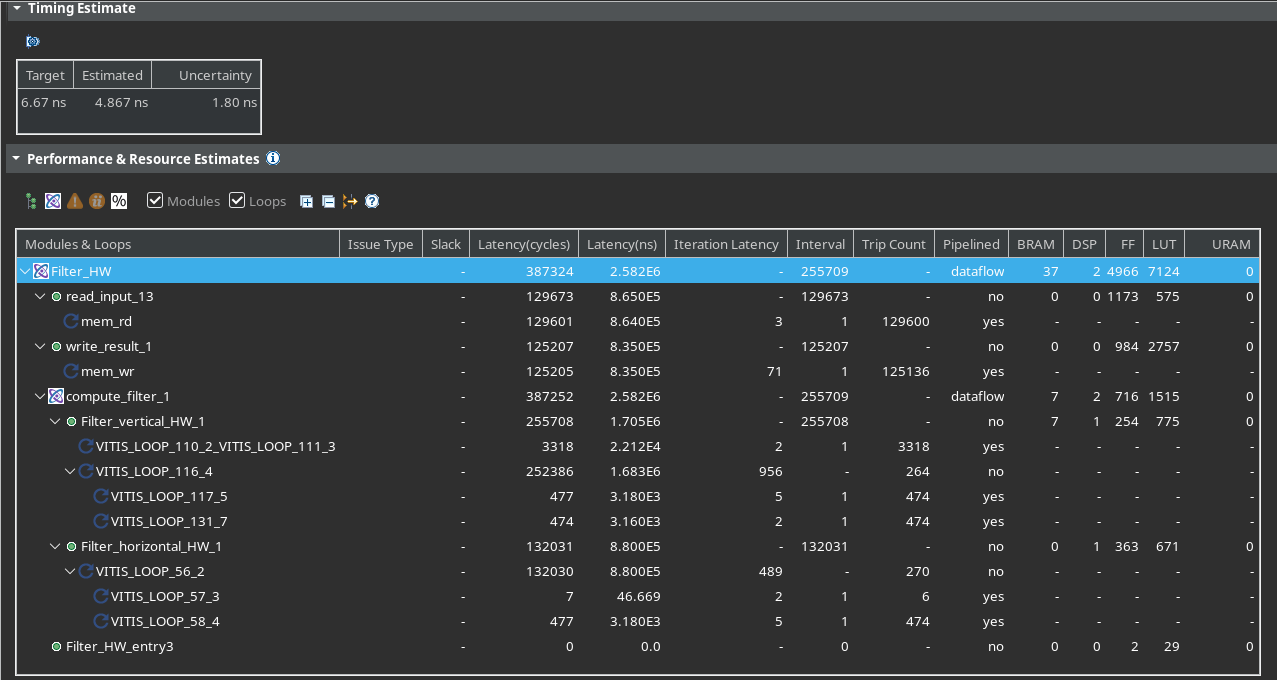 Timing Estimate
Target Estimated Uncertainty
6.67 ns 4.867 ns 1.80 ns
Performance & Resource Estimates
% Modules Loops
Modules & Loops Issue Type Slack Latency(cycles) Latency(ns) Iteration Latency Interval Trip Count Pipelined BRAM DSP FF LUT URAM
Filter_HW - 387324 2.582E6 - 255709 - dataflow 37 2 4966 7124 0
read_input_13 - 129673 8.650E5 - 129673 - no 0 0 1173 575 0
mem_rd - 129601 8.640E5 3 1 129600 yes - - - - -
write_result_1 - 125207 8.350E5 - 125207 - no 0 0 984 2757 0
mem_wr - 125205 8.350E5 71 1 125136 yes - - - - -
compute_filter_1 - 387252 2.582E6 - 255709 - dataflow 7 2 716 1515 0
Filter_vertical_HW_1 - 255708 1.705E6 - 255708 - no 7 1 254 775 0
VITIS_LOOP_110_2_VITIS_LOOP_111_3 - 3318 2.212E4 2 1 3318 yes - - - - -
VITIS_LOOP_116_4 - 252386 1.683E6 956 - 264 no - - - - -
VITIS_LOOP_117_5 - 477 3.180E3 5 1 474 yes - - - - -
VITIS_LOOP_131_7 - 474 3.160E3 2 1 474 yes - - - - -
Filter_horizontal_HW_1 - 132031 8.800E5 - 132031 - no 0 1 363 671 0
VITIS_LOOP_56_2 - 132030 8.800E5 489 - 270 no - - - - -
VITIS_LOOP_57_3 - 7 46.669 2 1 6 yes - - - - -
VITIS_LOOP_58_4 - 477 3.180E3 5 1 474 yes - - - - -
Filter_HW_entry3 - 0 0.0 - 0 - no 0 0 2 29 0